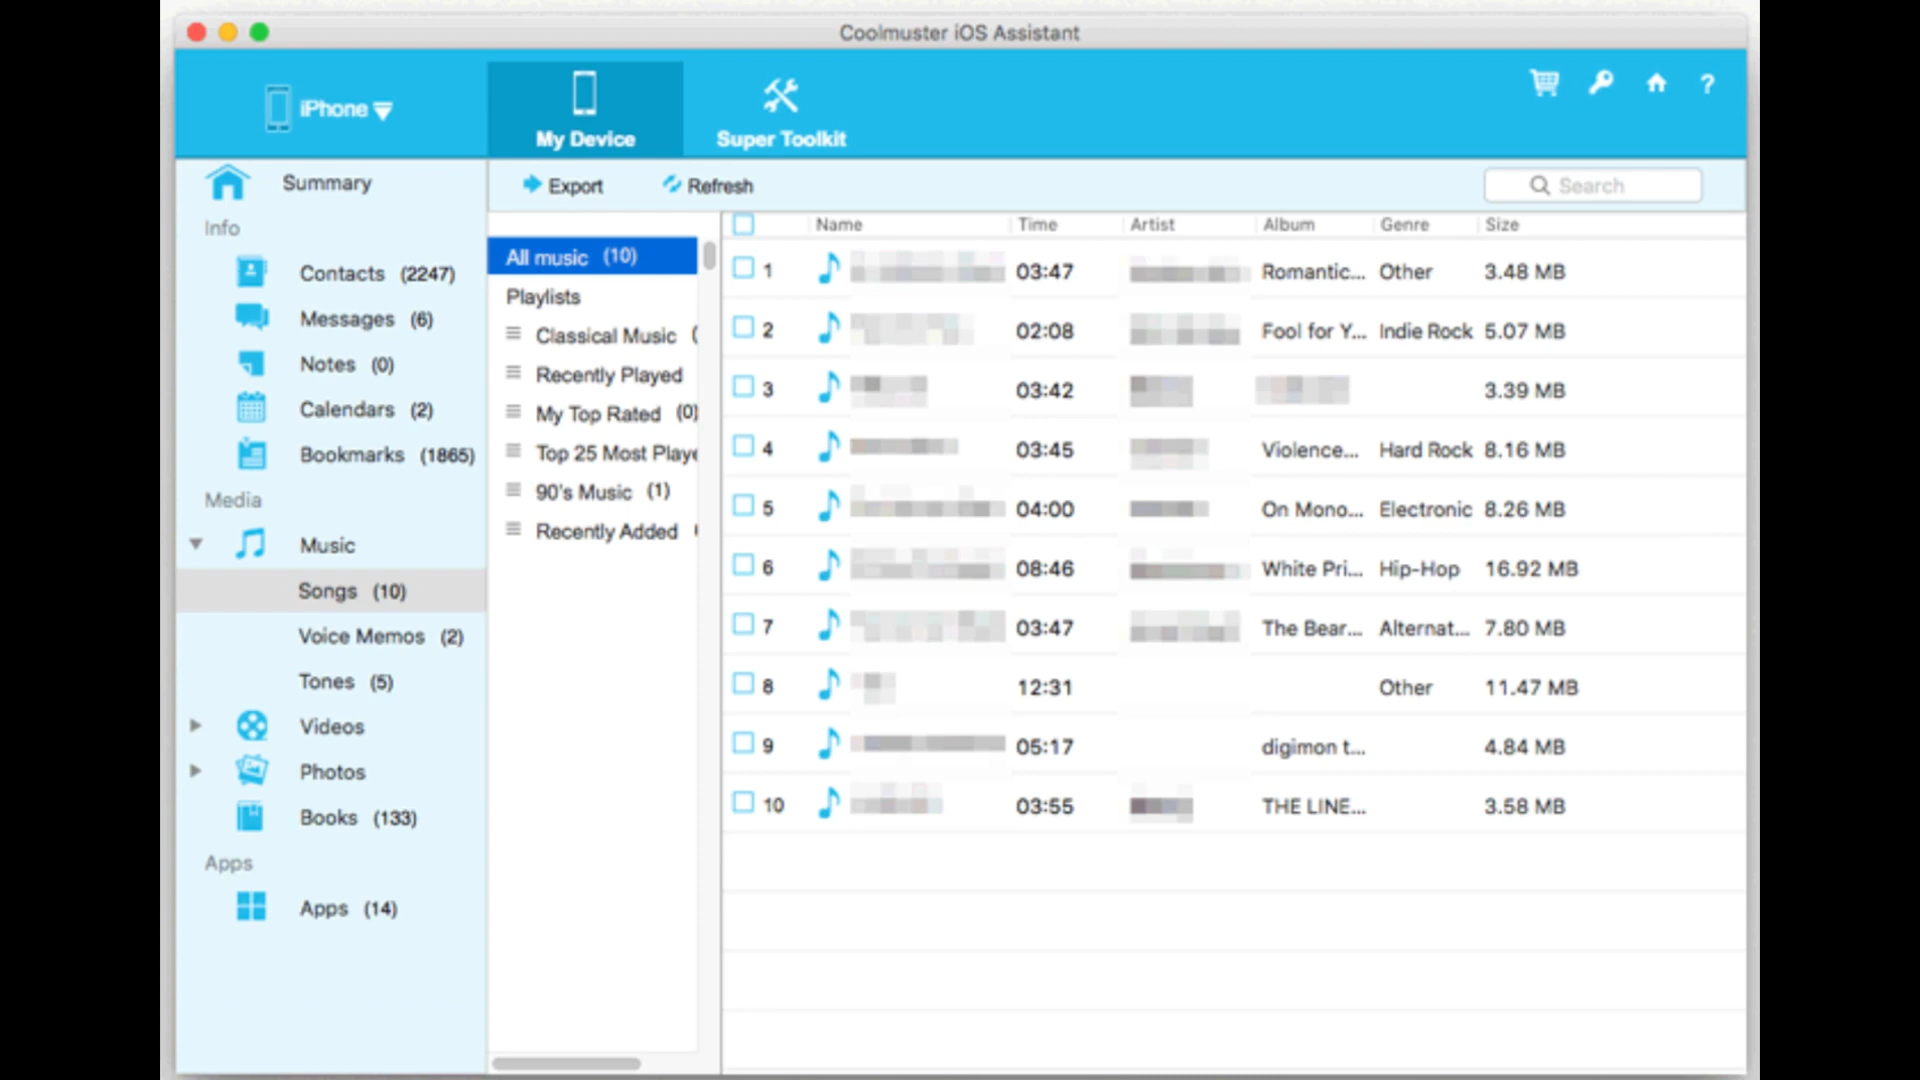 Coolmuster iOS Assistant
iPhone
My Device
Super Toolkit
?
Summary
Export
Refresh
Search
Info
Contacts (2247)
Messages (6)
Notes (0)
Calendars (2)
Bookmarks (1865)
Media
Music
Songs (10)
Voice Memos (2)
Tones (5)
Videos
Photos
Books (133)
Apps
Apps (14)
All music (10)
Playlists
Classical Music (
Recently Played
My Top Rated (0)
Top 25 Most Playe
90's Music (1)
Recently Added
Name Time Artist Album Genre Size
1 03:47 Romantic... Other 3.48 MB
2 02:08 Fool for Y... Indie Rock 5.07 MB
3 03:42 3.39 MB
4 03:45 Violence... Hard Rock 8.16 MB
5 04:00 On Mono... Electronic 8.26 MB
6 08:46 White Pri... Hip-Hop 16.92 MB
7 03:47 The Bear... Alternat... 7.80 MB
8 12:31 Other 11.47 MB
9 05:17 digimon t... 4.84 MB
10 03:55 THE LINE... 3.58 MB